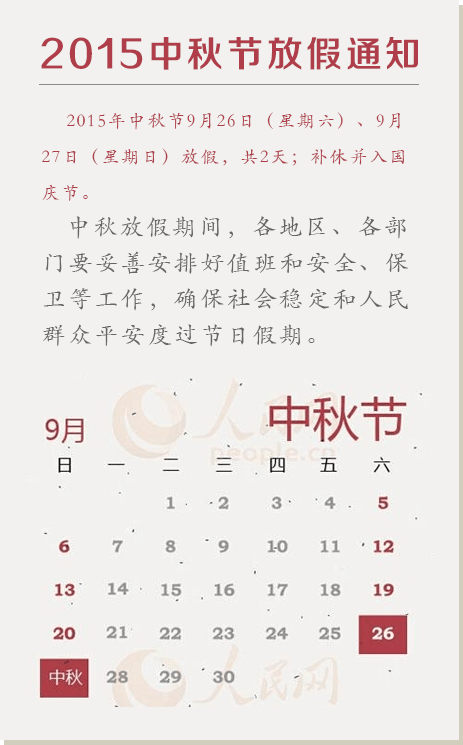 2015中秋节放假通知
2015年中秋节9月26日（星期六）、9月
27日（星期日）放假，共2天；补休并入国
庆节。
中秋放假期间，各地区、各部
门要妥善安排好值班和安全、保
卫等工作，确保社会稳定和人民
群众平安度过节日假期。
人民网
people.cn
9月 中秋节
日 一 二 三 四 五 六
1 2 3 4 5
6 7 8 9 10 11 12
13 14 15 16 17 18 19
20 21 22 23 24 25 26
中秋 28 29 30
人民网